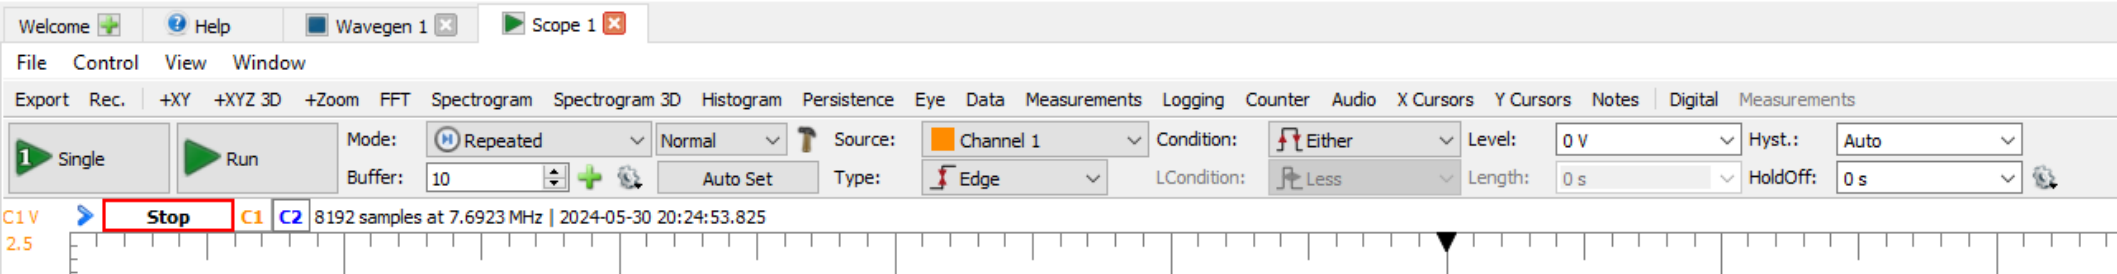 Welcome Help Wavegen 1 Scope 1
File Control View Window
Export Rec. +XY +XYZ 3D +Zoom FFT Spectrogram Spectrogram 3D Histogram Persistence Eye Data Measurements Logging Counter Audio X Cursors Y Cursors Notes Digital Measurements
1 Single Run Mode: Repeated Normal Source: Channel 1 Condition: Either Level: 0 V Hyst.: Auto
Buffer: 10 Auto Set Type: Edge LCondition: Less Length: 0 s HoldOff: 0 s
C1 V Stop C1 C2 8192 samples at 7.6923 MHz | 2024-05-30 20:24:53.825
2.5